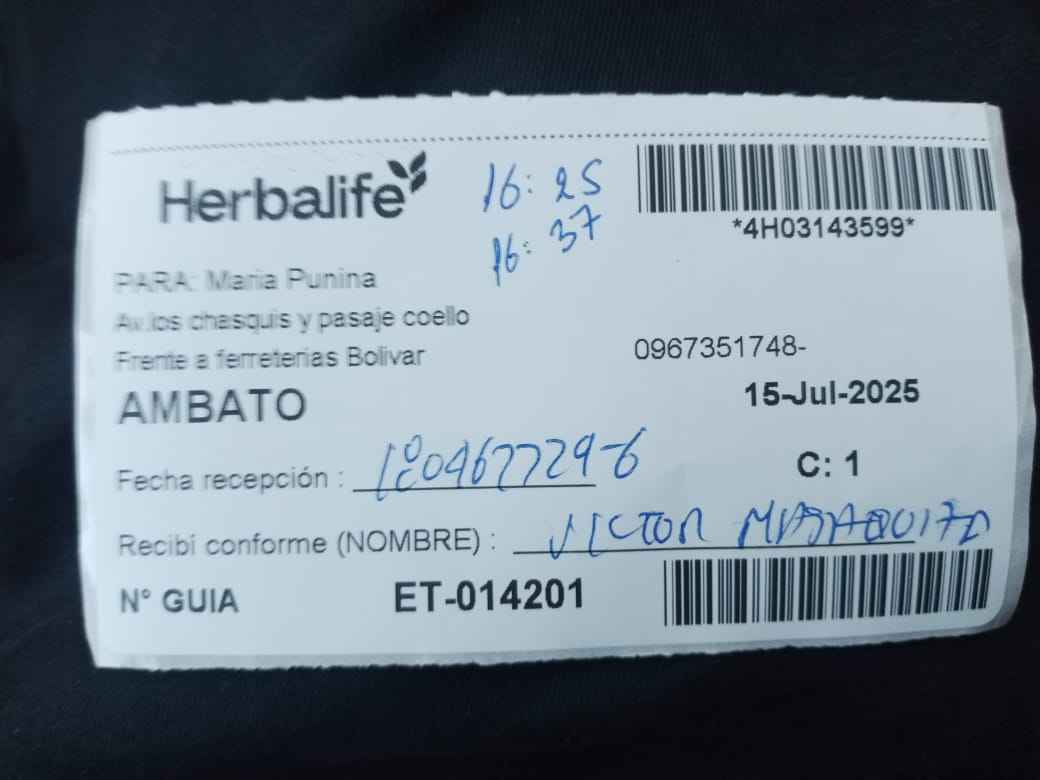 Herbalife
16:25
16:37
*4H03143599*
PARA: Maria Punina
Av.los chasquis y pasaje coello
Frente a ferreterias Bolivar
0967351748-
AMBATO
15-Jul-2025
Fecha recepción :
C: 1
Recibí conforme (NOMBRE) : VICTOR
N° GUIA ET-014201